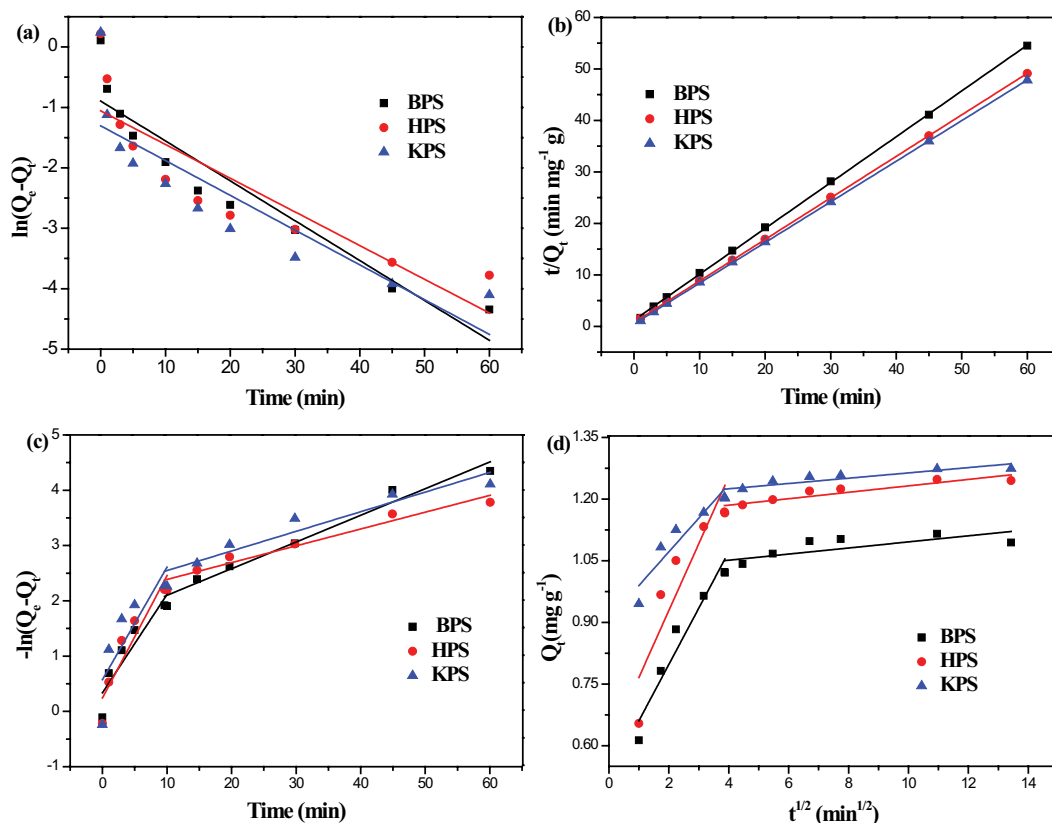 (a)
0
-1
-2
-3
-4
-5
ln(Qₑ-Qₜ)
BPS
HPS
KPS
0 10 20 30 40 50 60
Time (min)
(b)
60
50
40
30
20
10
0
t/Qₜ (min mg⁻¹ g)
BPS
HPS
KPS
0 10 20 30 40 50 60
Time (min)
(c)
5
4
3
2
1
0
-1
-ln(Qₑ-Qₜ)
BPS
HPS
KPS
0 10 20 30 40 50 60
Time (min)
(d)
1.35
1.20
1.05
0.90
0.75
0.60
Qₜ(mg g⁻¹)
BPS
HPS
KPS
0 2 4 6 8 10 12 14
t¹/² (min¹/²)